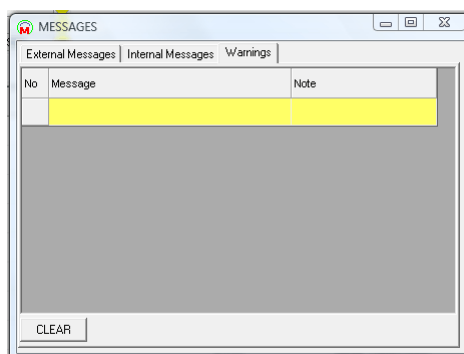 MESSAGES
External Messages Internal Messages Warnings
No Message Note
CLEAR